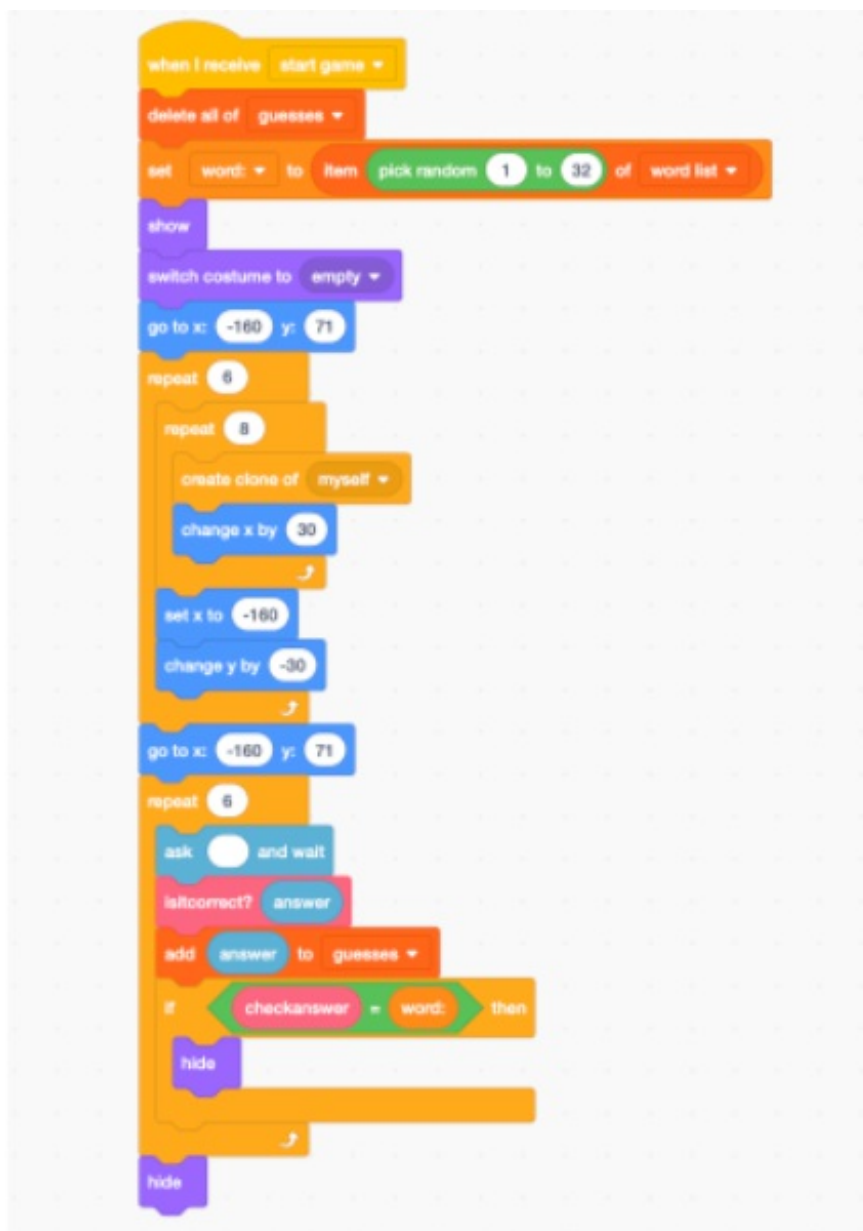 when I receive start game
delete all of guesses
set word: to item pick random 1 to 32 of word list
show
switch costume to empty
go to x: -160 y: 71
repeat 6
repeat 8
create clone of myself
change x by 30
set x to -160
change y by -30
go to x: -160 y: 71
repeat 6
ask and wait
isitcorrect? answer
add answer to guesses
if checkanswer = word: then
hide
hide